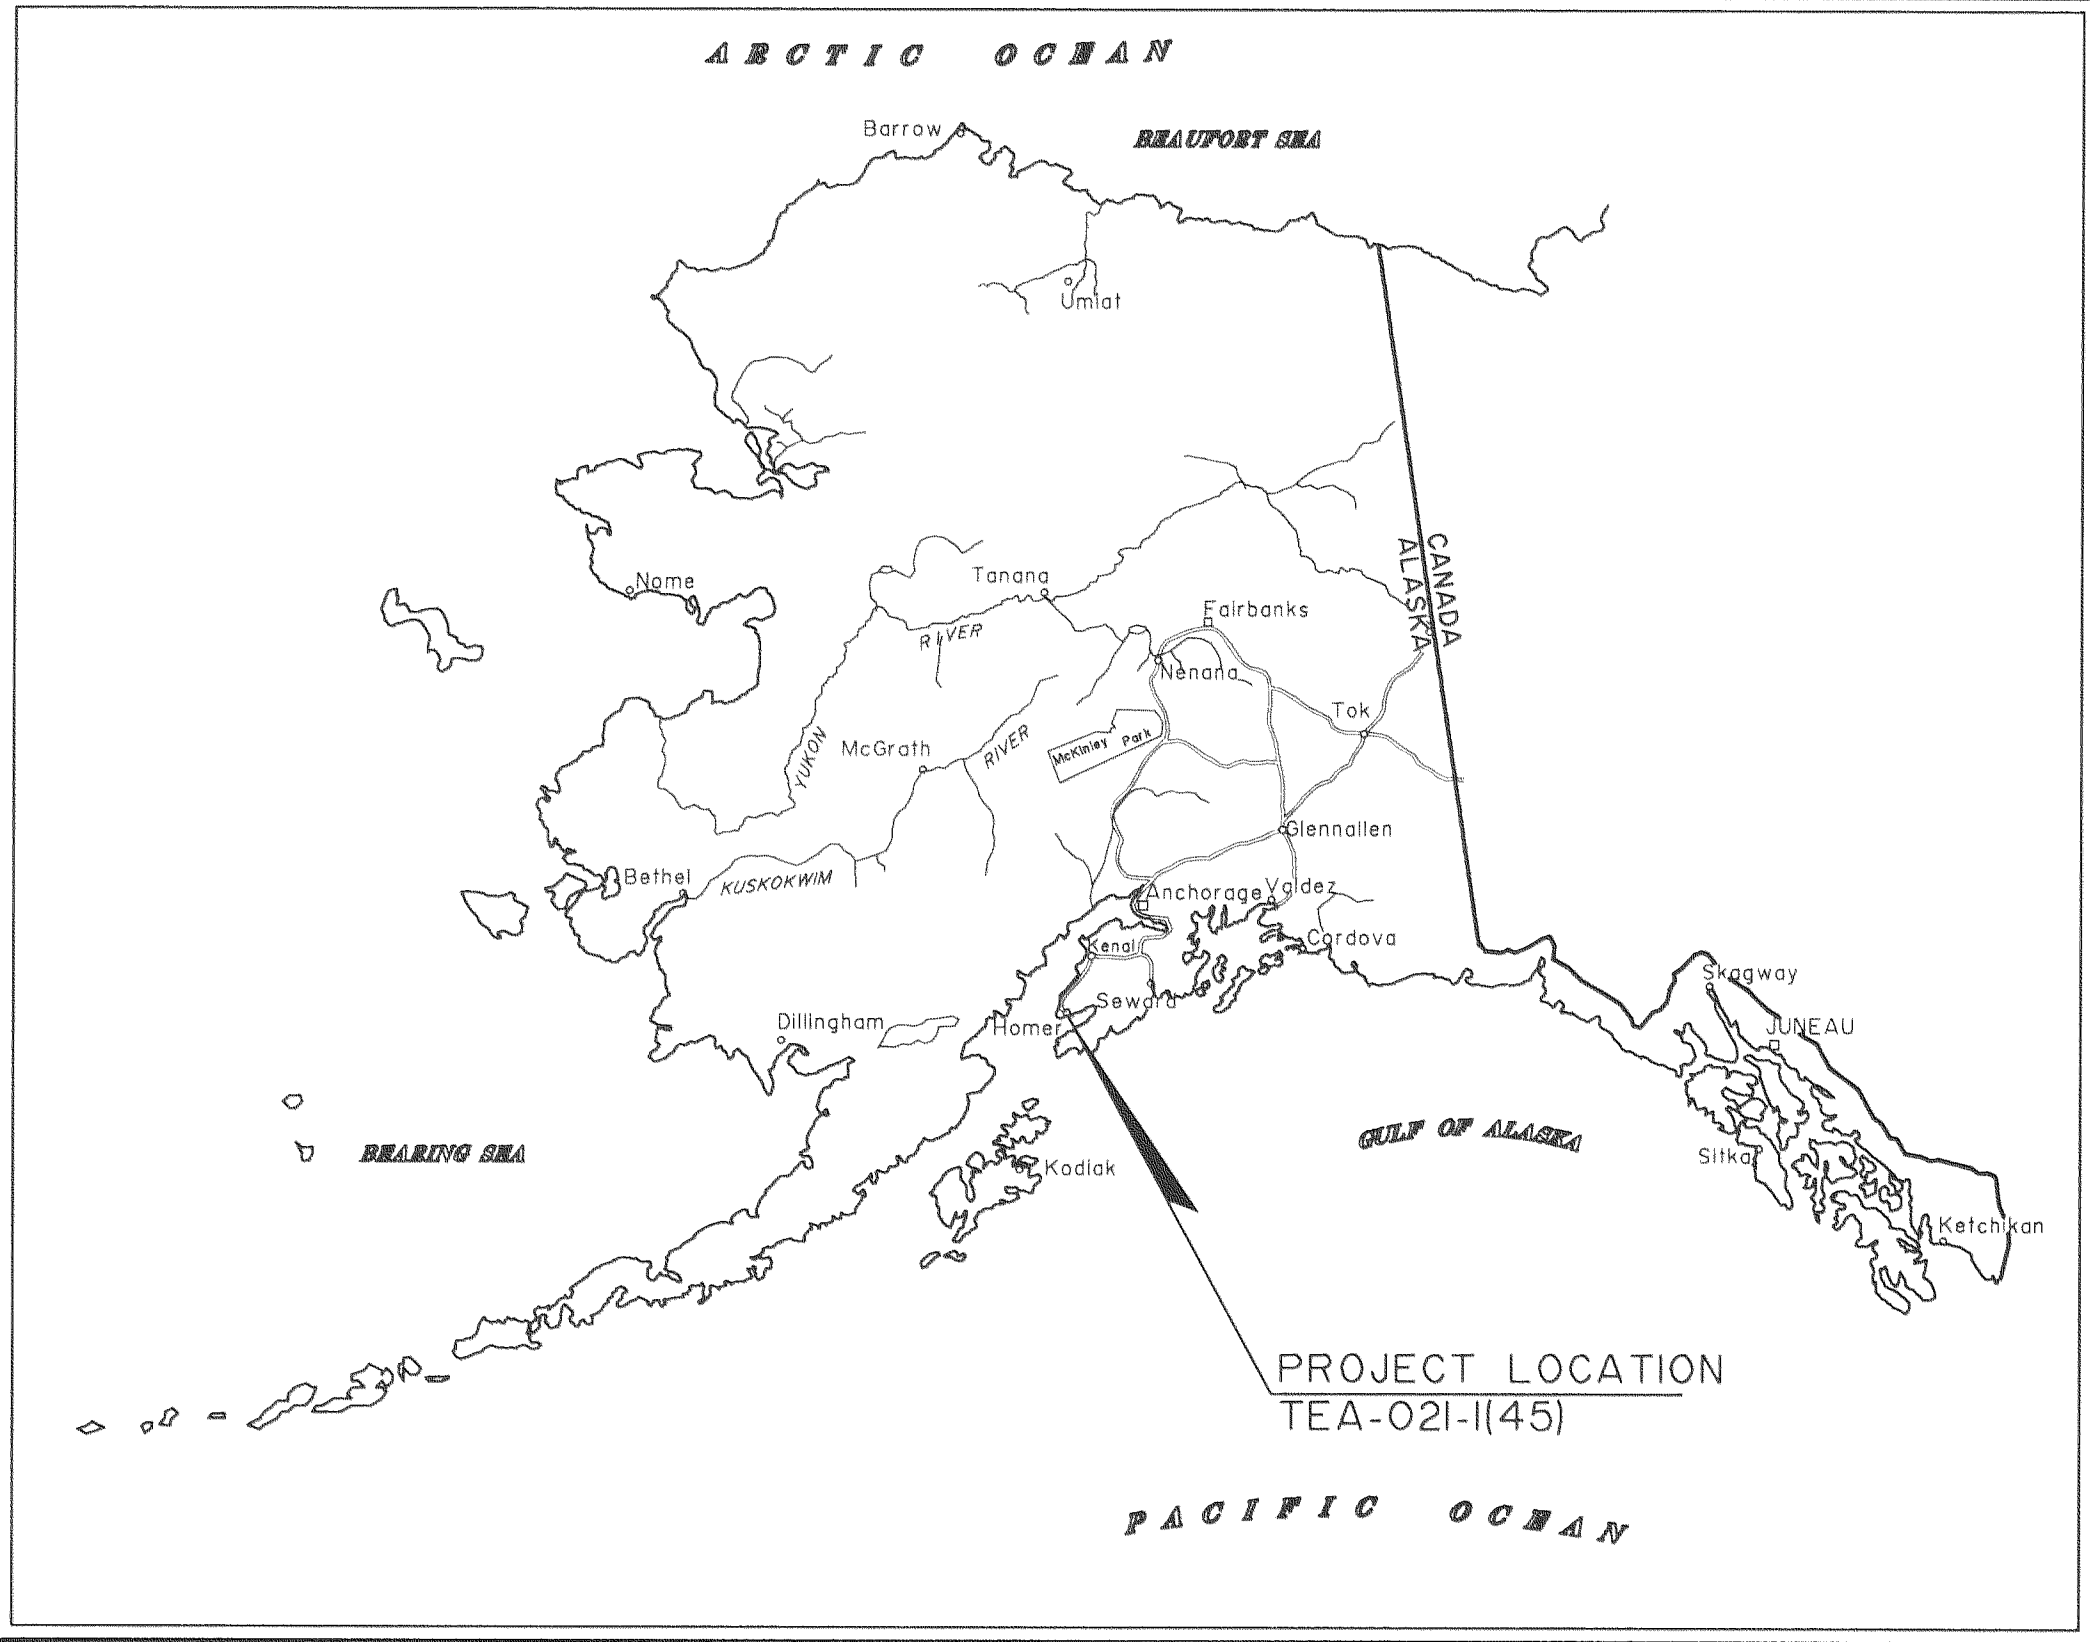 ARCTIC OCEAN
Barrow
BEAUFORT SEA
Umiat
CANADA
ALASKA
Nome
Tanana
Fairbanks
RIVER
Nenana
Tok
McKinley Park
McGrath
RIVER
YUKON
Glennallen
Bethel
KUSKOKWIM
Anchorage
Valdez
Kenai
Cordova
Skagway
Seward
Dillingham
Homer
JUNEAU
GULF OF ALASKA
BEARING SEA
Kodiak
Sitka
Ketchikan
PROJECT LOCATION
TEA-021-1(45)
PACIFIC OCEAN